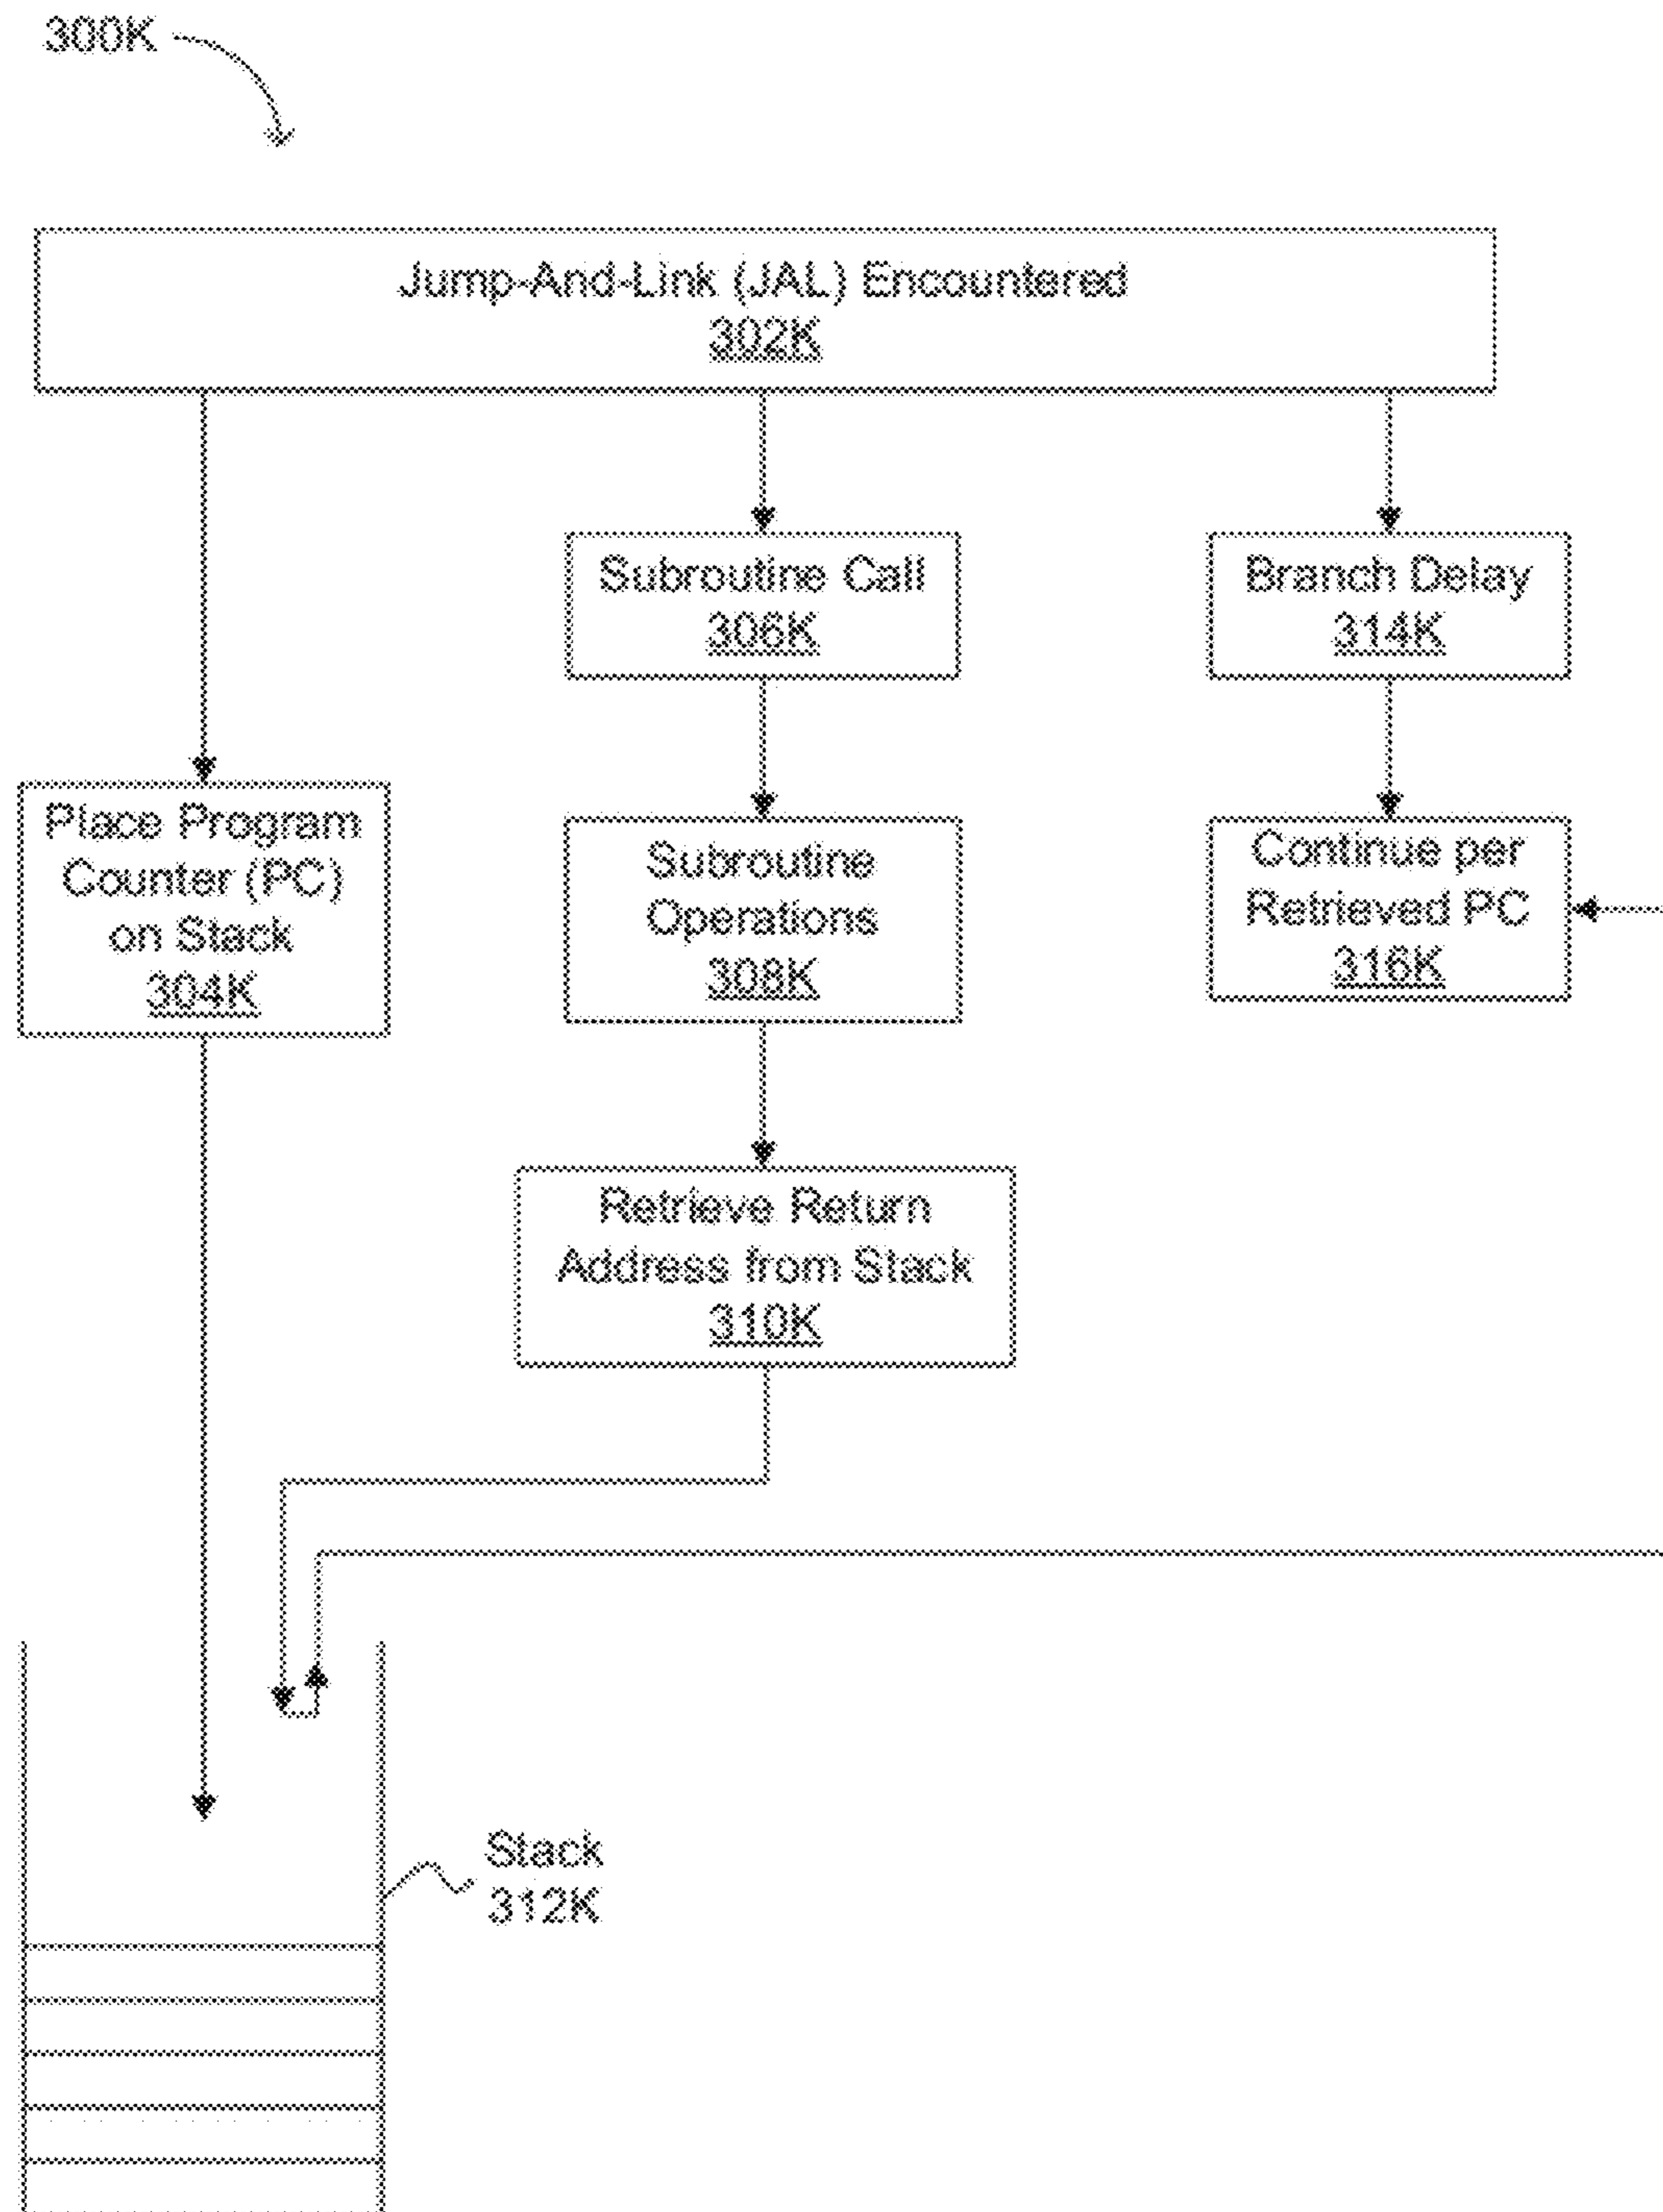 300K
Jump-And-Link (JAL) Encountered
302K
Subroutine Call
306K
Branch Delay
314K
Place Program
Counter (PC)
on Stack
304K
Subroutine
Operations
308K
Continue per
Retrieved PC
316K
Retrieve Return
Address from Stack
310K
Stack
312K